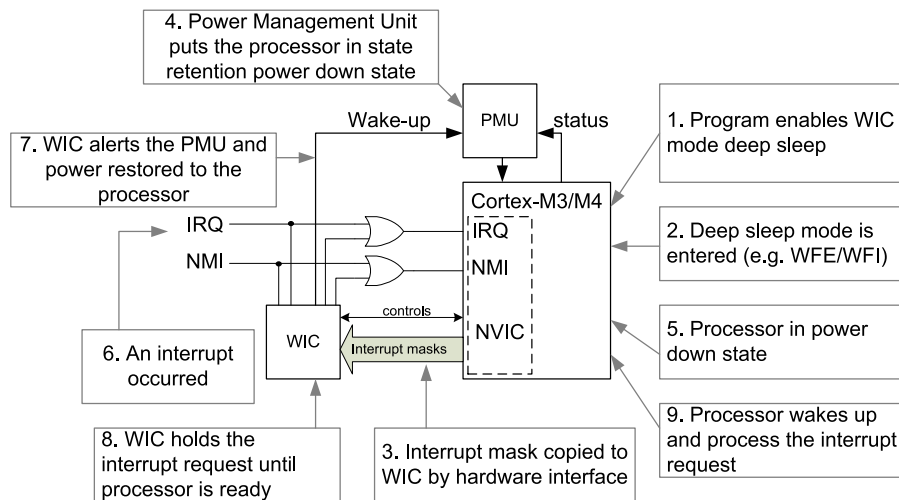 4. Power Management Unit
puts the processor in state
retention power down state
7. WIC alerts the PMU and
power restored to the
processor
Wake-up
PMU
status
1. Program enables WIC
mode deep sleep
Cortex-M3/M4
IRQ
IRQ
NMI
NMI
2. Deep sleep mode is
entered (e.g. WFE/WFI)
controls
NVIC
WIC
Interrupt masks
5. Processor in power
down state
6. An interrupt
occurred
8. WIC holds the
interrupt request until
processor is ready
3. Interrupt mask copied to
WIC by hardware interface
9. Processor wakes up
and process the interrupt
request